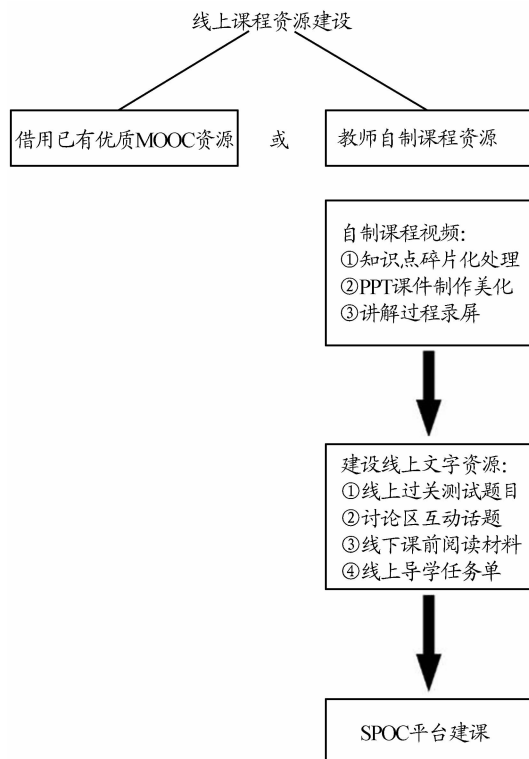 线上课程资源建设
借用已有优质MOOC资源 或 教师自制课程资源
自制课程视频:
①知识点碎片化处理
②PPT课件制作美化
③讲解过程录屏
建设线上文字资源:
①线上过关测试题目
②讨论区互动话题
③线下课前阅读材料
④线上导学任务单
SPOC平台建课